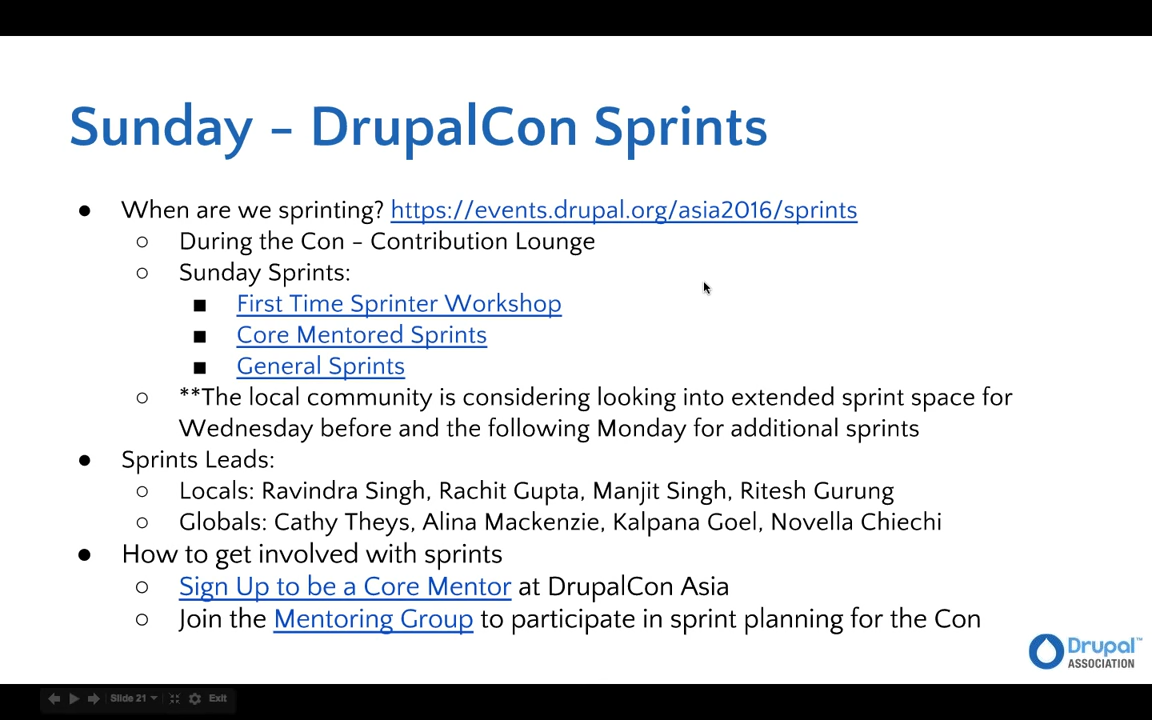 Sunday – DrupalCon Sprints
● When are we sprinting? https://events.drupal.org/asia2016/sprints
○ During the Con – Contribution Lounge
○ Sunday Sprints:
■ First Time Sprinter Workshop
■ Core Mentored Sprints
■ General Sprints
○ **The local community is considering looking into extended sprint space for
Wednesday before and the following Monday for additional sprints
● Sprints Leads:
○ Locals: Ravindra Singh, Rachit Gupta, Manjit Singh, Ritesh Gurung
○ Globals: Cathy Theys, Alina Mackenzie, Kalpana Goel, Novella Chiechi
● How to get involved with sprints
○ Sign Up to be a Core Mentor at DrupalCon Asia
○ Join the Mentoring Group to participate in sprint planning for the Con
Drupal™
ASSOCIATION
Slide 21 Exit